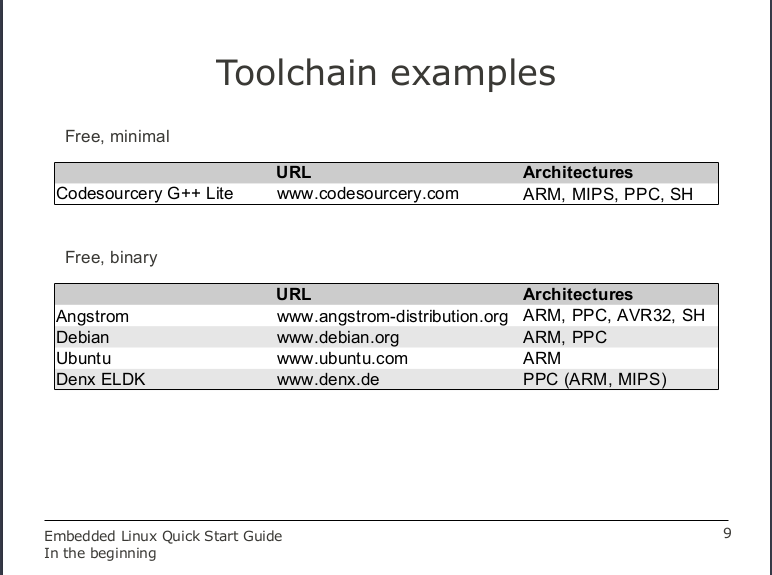 Toolchain examples
Free, minimal
URL Architectures
Codesourcery G++ Lite www.codesourcery.com ARM, MIPS, PPC, SH
Free, binary
URL Architectures
Angstrom www.angstrom-distribution.org ARM, PPC, AVR32, SH
Debian www.debian.org ARM, PPC
Ubuntu www.ubuntu.com ARM
Denx ELDK www.denx.de PPC (ARM, MIPS)
Embedded Linux Quick Start Guide 9
In the beginning